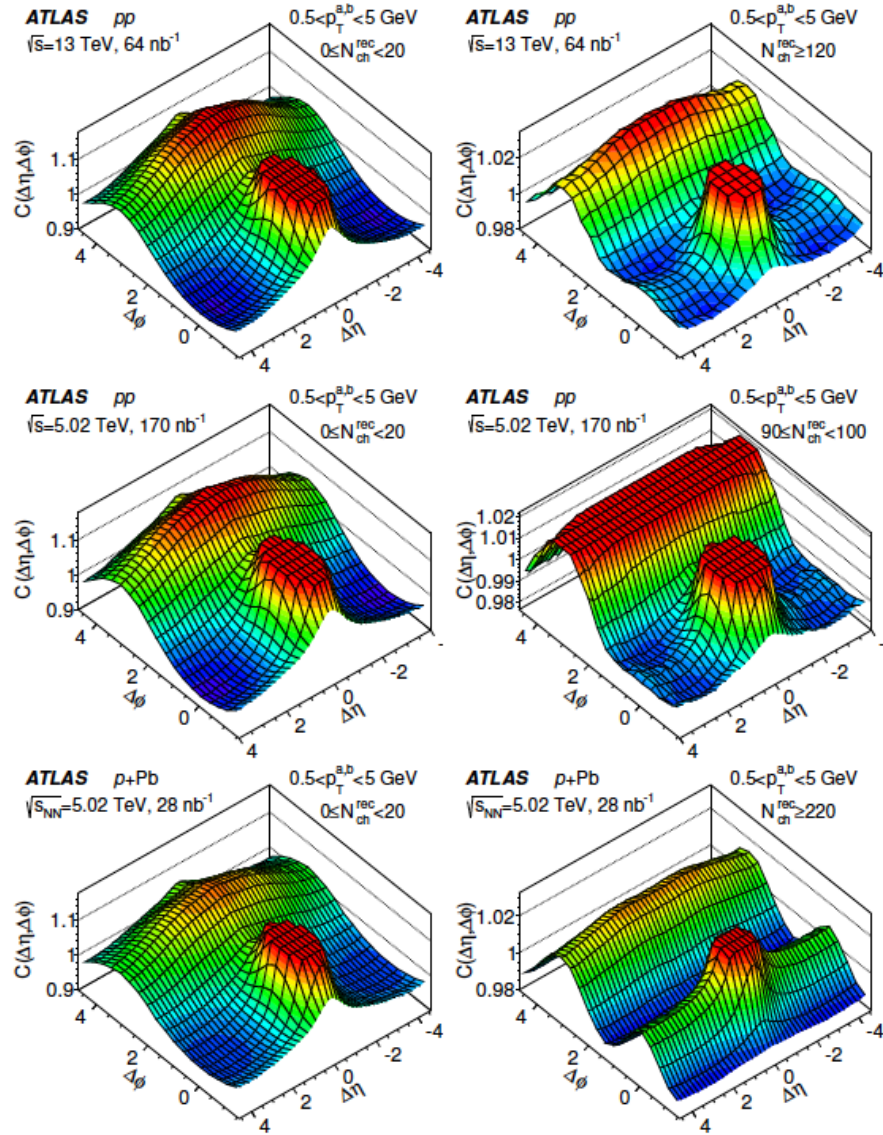 ATLAS pp 0.5<p_T^{a,b}<5 GeV
√s=13 TeV, 64 nb⁻¹ 0≤N_ch^rec<20
C(Δη,Δϕ)
1.1
1
0.9
4
2
0
Δϕ
4
2
0
-2
-4
Δη
ATLAS pp 0.5<p_T^{a,b}<5 GeV
√s=13 TeV, 64 nb⁻¹ N_ch^rec≥120
C(Δη,Δϕ)
1.02
1
0.98
4
2
0
Δϕ
4
2
0
-2
-4
Δη
ATLAS pp 0.5<p_T^{a,b}<5 GeV
√s=5.02 TeV, 170 nb⁻¹ 0≤N_ch^rec<20
C(Δη,Δϕ)
1.1
1
0.9
4
2
0
Δϕ
4
2
0
-2
-
Δη
ATLAS pp 0.5<p_T^{a,b}<5 GeV
√s=5.02 TeV, 170 nb⁻¹ 90≤N_ch^rec<100
C(Δη,Δϕ)
1.02
1.01
1
0.99
0.98
4
2
0
Δϕ
4
2
0
-2
-
Δη
ATLAS p+Pb 0.5<p_T^{a,b}<5 GeV
√s_NN=5.02 TeV, 28 nb⁻¹ 0≤N_ch^rec<20
C(Δη,Δϕ)
1.1
1
0.9
4
2
0
Δϕ
4
2
0
-2
-4
Δη
ATLAS p+Pb 0.5<p_T^{a,b}<5 GeV
√s_NN=5.02 TeV, 28 nb⁻¹ N_ch^rec≥220
C(Δη,Δϕ)
1.02
1
0.98
4
2
0
Δϕ
4
2
0
-2
-4
Δη